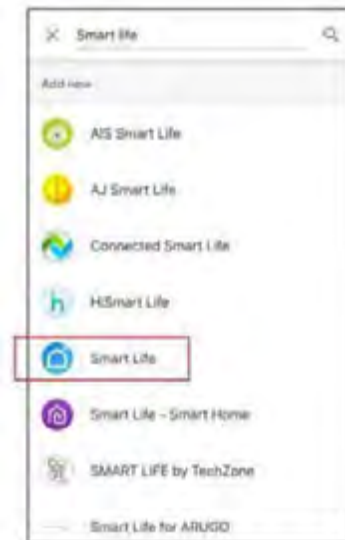 Smart life
Add new
AIS Smart Life
AJ Smart Life
Connected Smart Life
HiSmart Life
Smart Life
Smart Life - Smart Home
SMART LIFE by TechZone
Smart Life for ARUGO